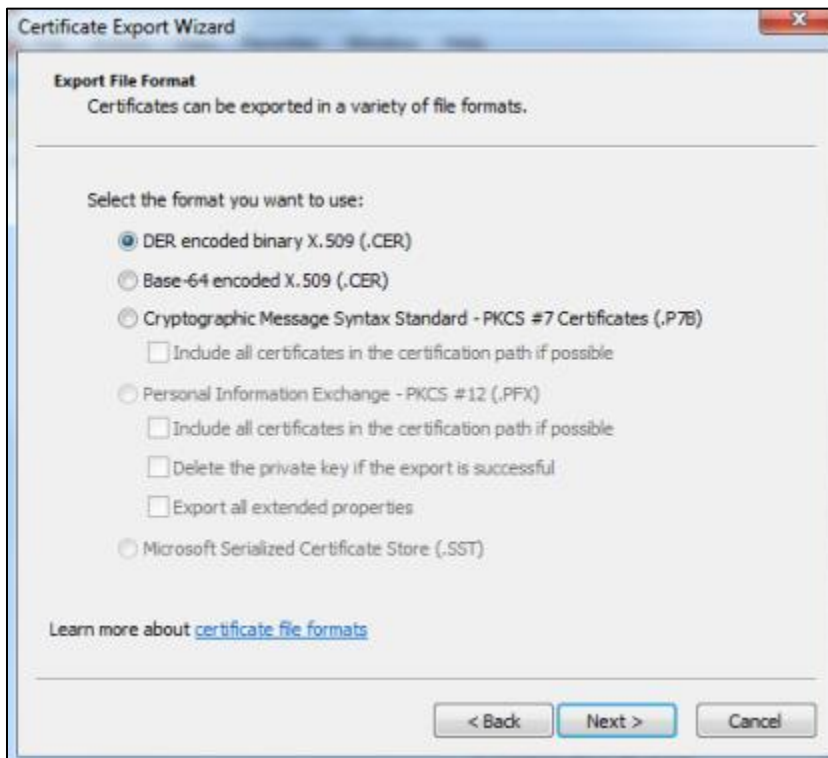 Certificate Export Wizard
Export File Format
Certificates can be exported in a variety of file formats.
Select the format you want to use:
DER encoded binary X.509 (.CER)
Base-64 encoded X.509 (.CER)
Cryptographic Message Syntax Standard - PKCS #7 Certificates (.P7B)
Include all certificates in the certification path if possible
Personal Information Exchange - PKCS #12 (.PFX)
Include all certificates in the certification path if possible
Delete the private key if the export is successful
Export all extended properties
Microsoft Serialized Certificate Store (.SST)
Learn more about certificate file formats
< Back Next > Cancel